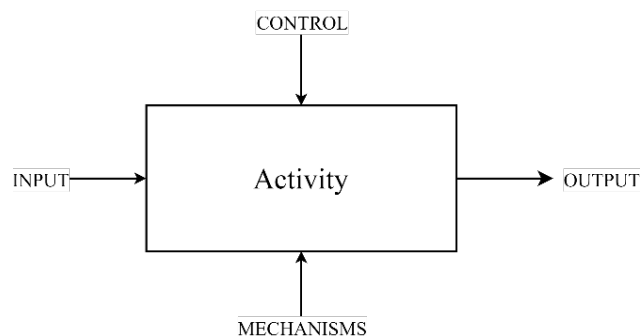 CONTROL
INPUT
Activity
OUTPUT
MECHANISMS